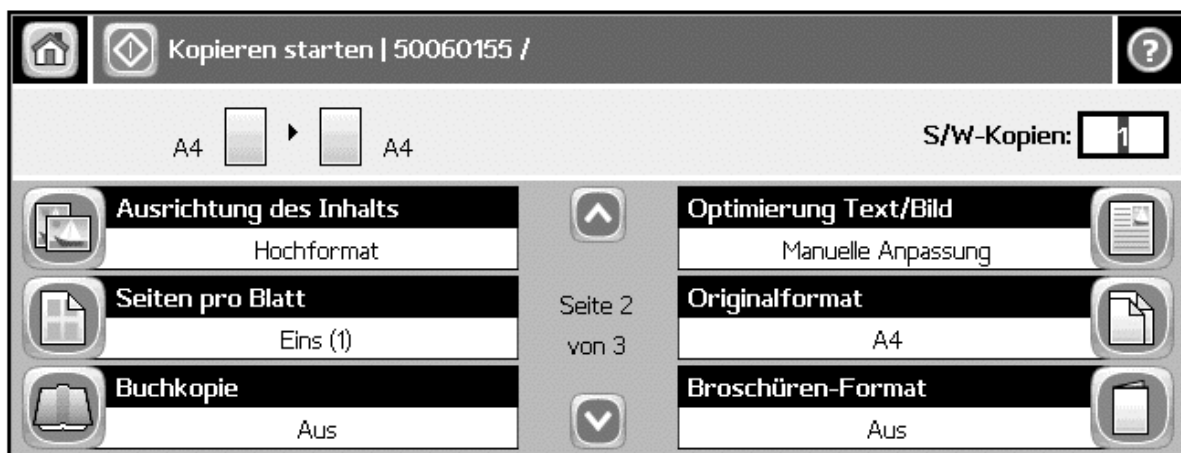 Kopieren starten | 50060155 /
?
A4 A4
S/W-Kopien: 1
Ausrichtung des Inhalts
Hochformat
Optimierung Text/Bild
Manuelle Anpassung
Seiten pro Blatt
Eins (1)
Seite 2
von 3
Originalformat
A4
Buchkopie
Aus
Broschüren-Format
Aus